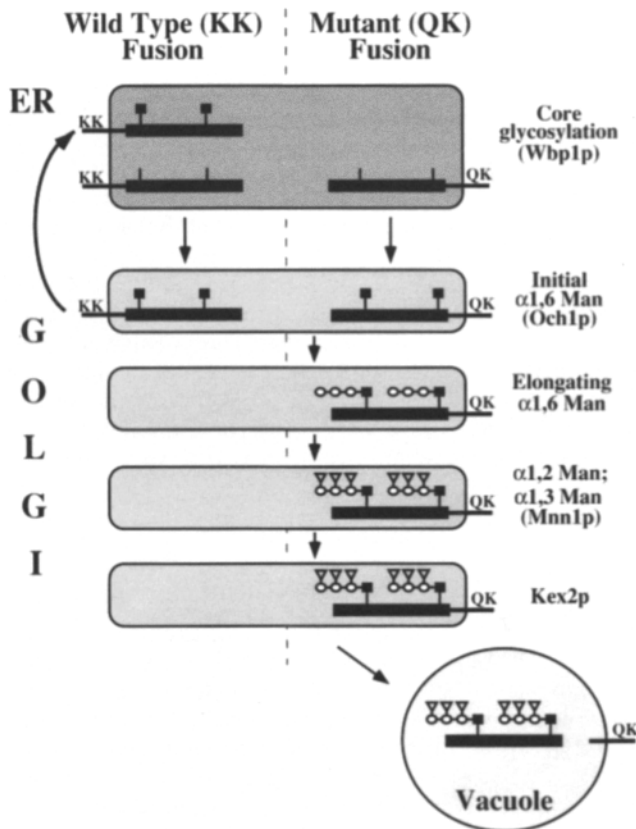 Wild Type (KK)
Fusion
Mutant (QK)
Fusion
ER
KK
KK
QK
Core
glycosylation
(Wbp1p)
KK
QK
Initial
α1,6 Man
(Och1p)
G
O
L
G
I
QK
Elongating
α1,6 Man
QK
α1,2 Man;
α1,3 Man
(Mnn1p)
QK
Kex2p
QK
Vacuole